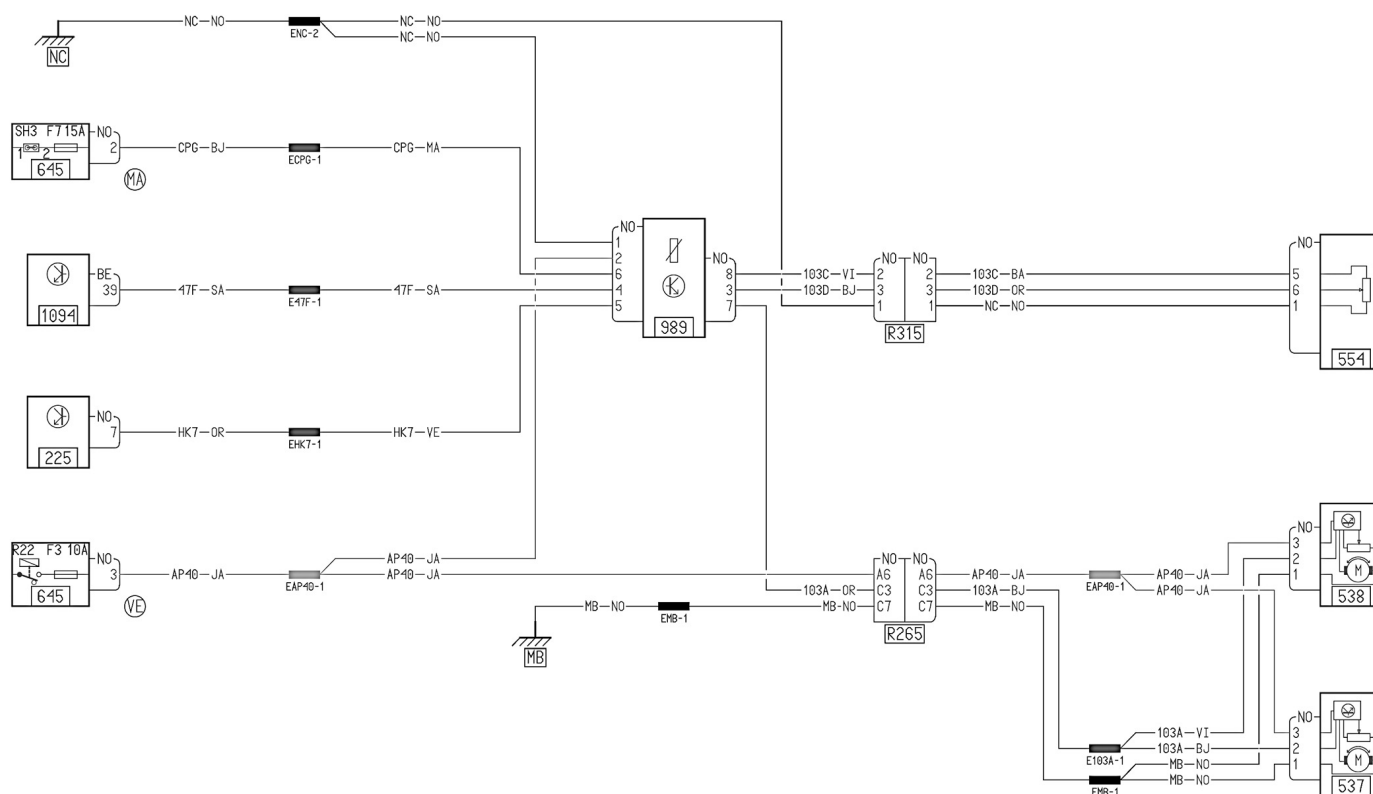 NC—NO
ENC-2
NC—NO
NC—NO
NC
SH3 F7 15A
1 2
645
NO
2
MA
CPG—BJ
ECPG-1
CPG—MA
1094
BE
39
47F—SA
E47F-1
47F—SA
225
NO
7
HK7—OR
EHK7-1
HK7—VE
R22 F3 10A
645
NO
3
VE
AP40—JA
EAP40-1
AP40—JA
AP40—JA
NO
1
2
6
4
5
989
NO
8
3
7
103C—VI
103D—BJ
NO NO
2 2
3 3
1 1
R315
103C—BA
103D—OR
NC—NO
NO
5
6
1
554
MB—NO
EMB-1
MB
103A—OR
MB—NO
NO NO
A6 A6
C3 C3
C7 C7
R265
AP40—JA
103A—BJ
MB—NO
EAP40-1
AP40—JA
AP40—JA
NO
3
2
1
M
538
E103A-1
103A—VI
103A—BJ
EMB-1
MB—NO
MB—NO
NO
3
2
1
M
537